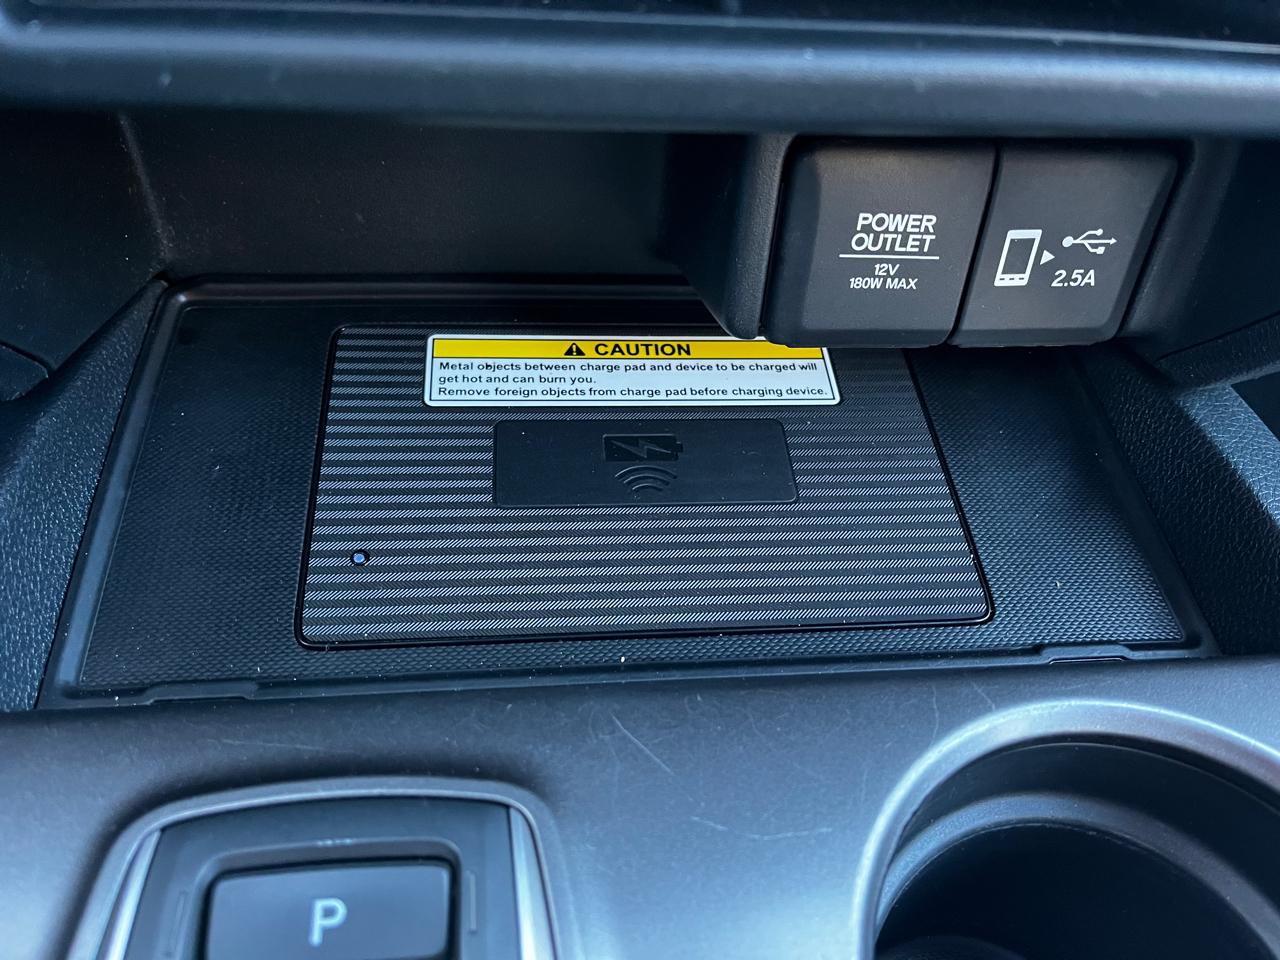 POWER
OUTLET
12V
180W MAX
2.5A
CAUTION
Metal objects between charge pad and device to be charged will
get hot and can burn you.
Remove foreign objects from charge pad before charging device.
P